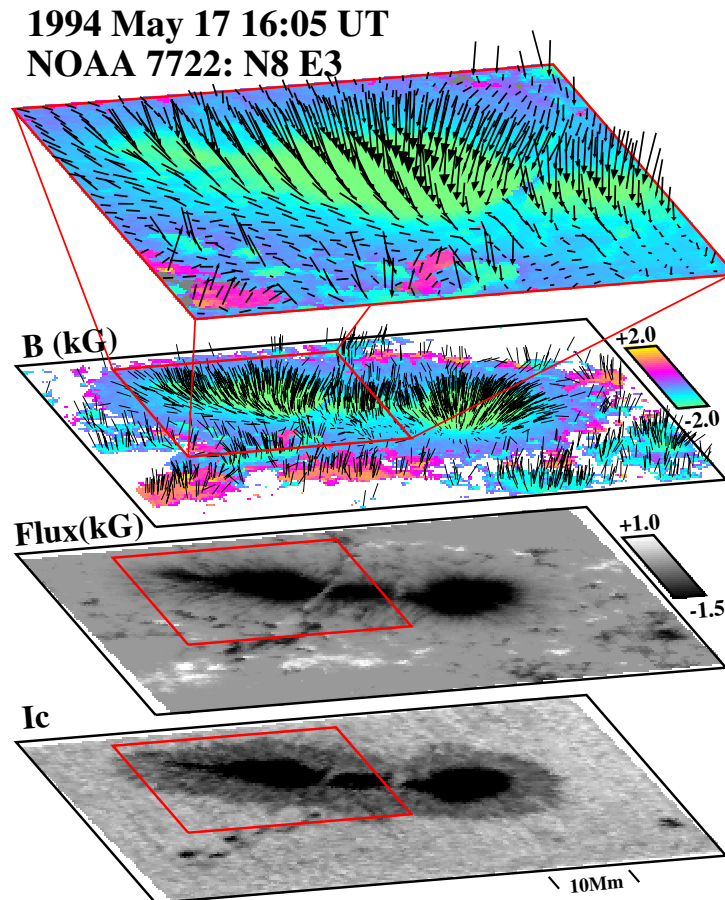 1994 May 17 16:05 UT
NOAA 7722: N8 E3
B (kG)
+2.0
-2.0
Flux(kG)
+1.0
-1.5
Ic
10Mm